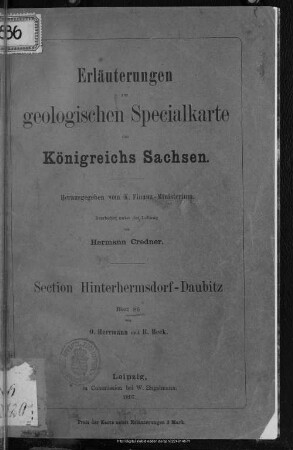 336
Erläuterungen
zur
geologischen Specialkarte
des
Königreichs Sachsen.
Herausgegeben vom K. Finanz-Ministerium.
Bearbeitet unter der Leitung
von
Hermann Credner.
Section Hinterhermsdorf-Daubitz
Blatt
von
O. Herrmann und R. Beck.
Leipzig,
in Commission bei W. Engelmann.
1897.
Preis der Karte nebst Erläuterungen 3 Mark.